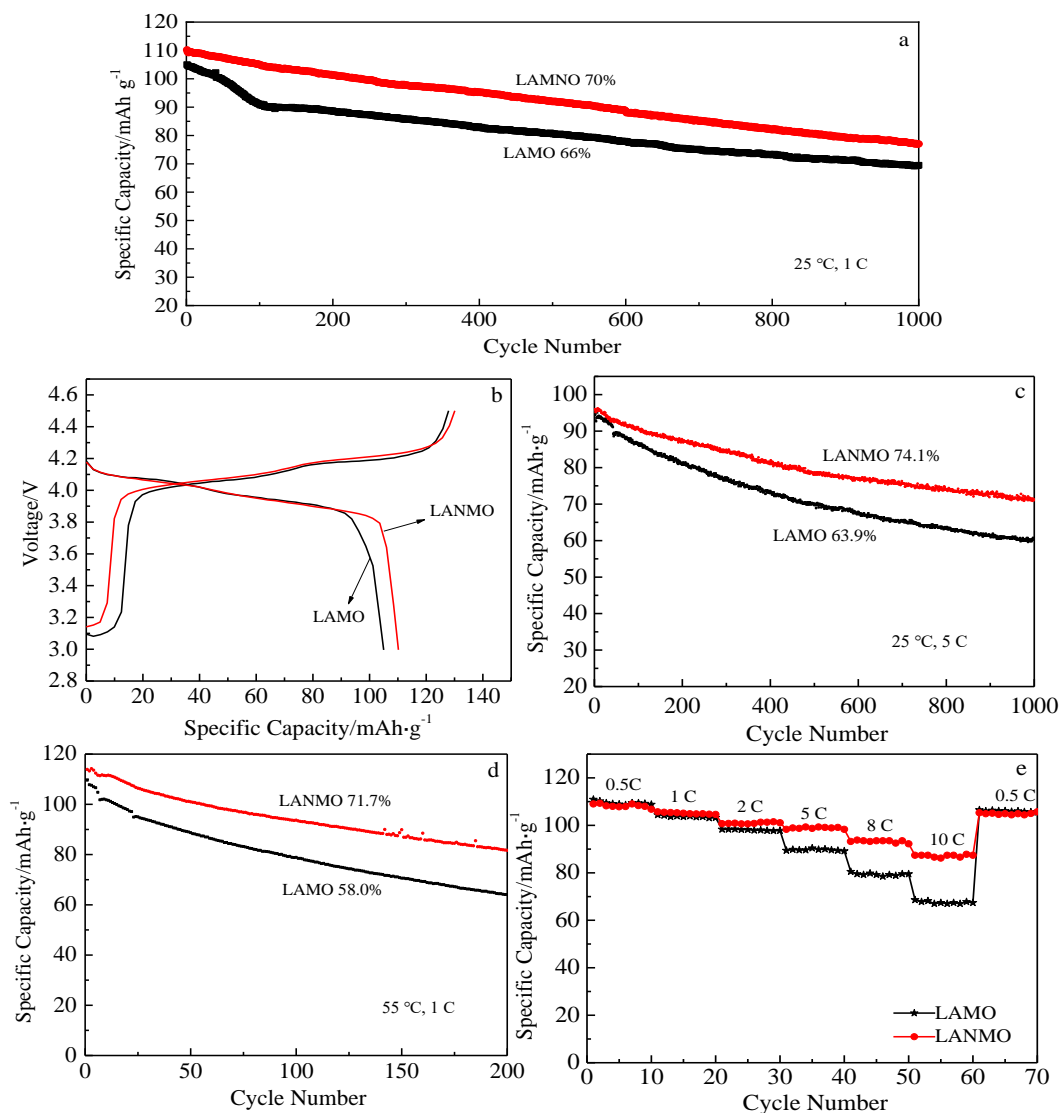 120
110
100
90
80
70
60
50
40
30
20
Specific Capacity/mAh g⁻¹
a
LAMNO 70%
LAMO 66%
25 °C, 1 C
0 200 400 600 800 1000
Cycle Number
4.6
4.4
4.2
4.0
3.8
3.6
3.4
3.2
3.0
2.8
Voltage/V
b
LANMO
LAMO
0 20 40 60 80 100 120 140
Specific Capacity/mAh·g⁻¹
100
90
80
70
60
50
40
30
20
Specific Capacity/mAh·g⁻¹
c
LANMO 74.1%
LAMO 63.9%
25 °C, 5 C
0 200 400 600 800 1000
Cycle Number
120
100
80
60
40
20
0
Specific Capacity/mAh·g⁻¹
d
LANMO 71.7%
LAMO 58.0%
55 °C, 1 C
0 50 100 150 200
Cycle Number
120
100
80
60
40
20
0
Specific Capacity/mAh·g⁻¹
e
0.5C 1 C 2 C 5 C 8 C 10 C 0.5 C
LAMO
LANMO
0 10 20 30 40 50 60 70
Cycle Number